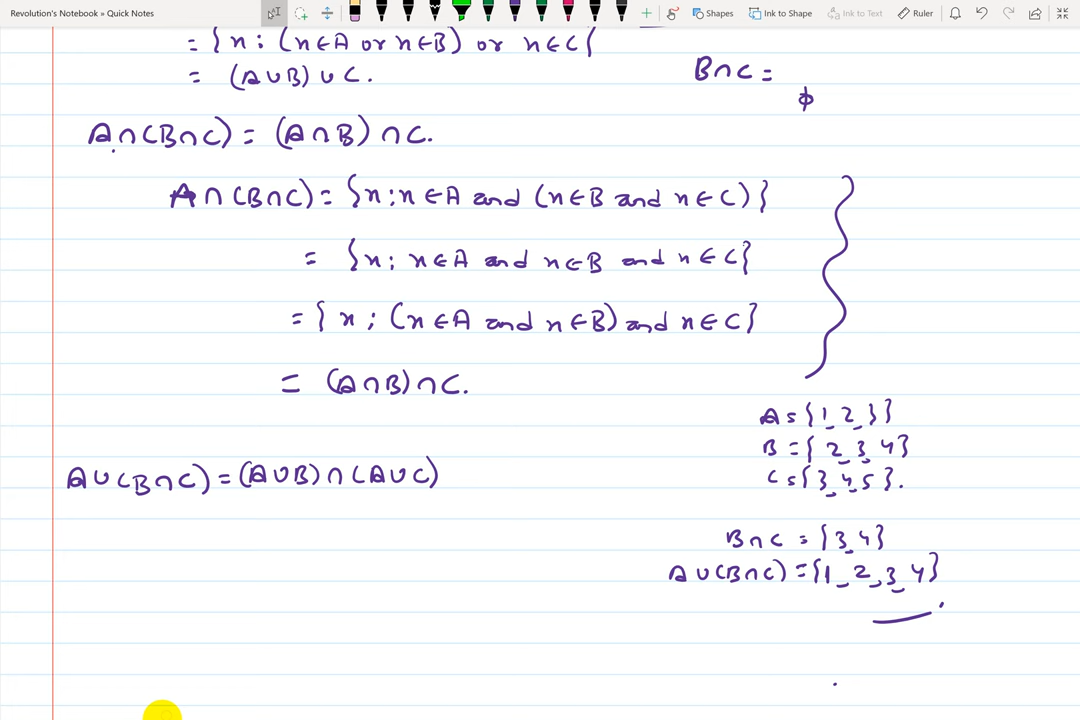 Revolution's Notebook » Quick Notes
Shapes
Ink to Shape
Ink to Text
Ruler
= {x : (x∈A or x∈B) or x∈C{
= (A∪B) ∪ C.
B∩C =
ϕ
A∩(B∩C) = (A∩B) ∩C.
A∩(B∩C) = {x : x∈A and (x∈B and x∈C)}
= {x : x∈A and x∈B and x∈C}
= {x : (x∈A and x∈B) and x∈C}
= (A∩B)∩C.
A = {1, 2, 3}
B = { 2, 3, 4}
C = {3, 4, 5}.
A∪(B∩C) = (A∪B)∩(A∪C)
B∩C = {3, 4}
A∪(B∩C) = {1, 2, 3, 4}